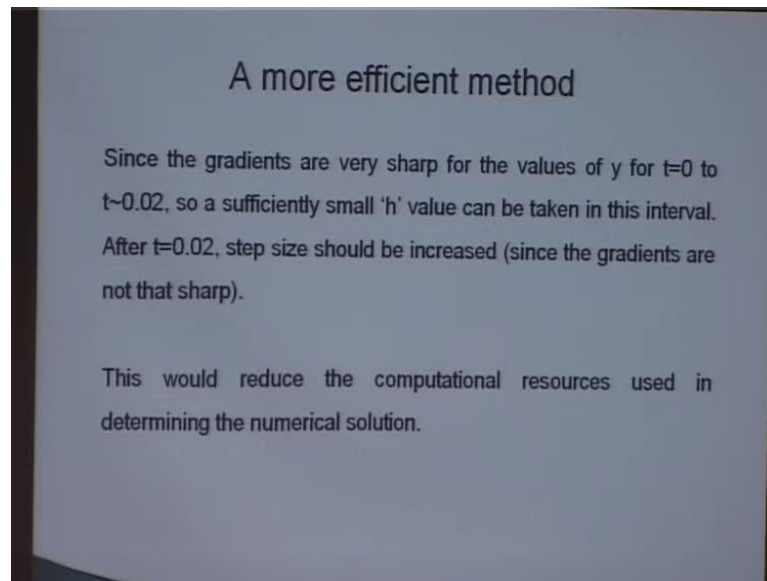 A more efficient method
Since the gradients are very sharp for the values of y for t=0 to
t~0.02, so a sufficiently small 'h' value can be taken in this interval.
After t=0.02, step size should be increased (since the gradients are
not that sharp).
This would reduce the computational resources used in
determining the numerical solution.